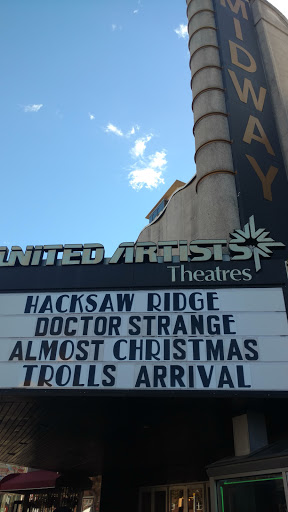 MIDWAY
UNITED ARTISTS
Theatres
HACKSAW RIDGE
DOCTOR STRANGE
ALMOST CHRISTMAS
TROLLS ARRIVAL